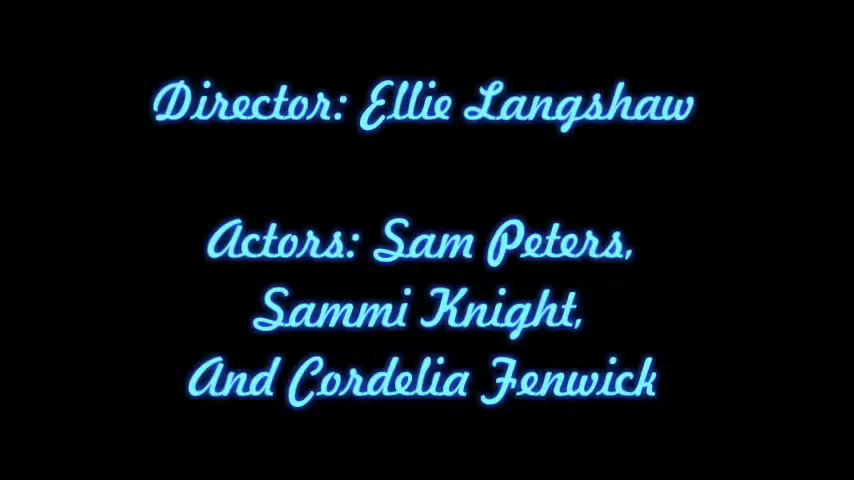 Director: Ellie Langshaw
Actors: Sam Peters,
Sammi Knight,
And Cordelia Fenwick